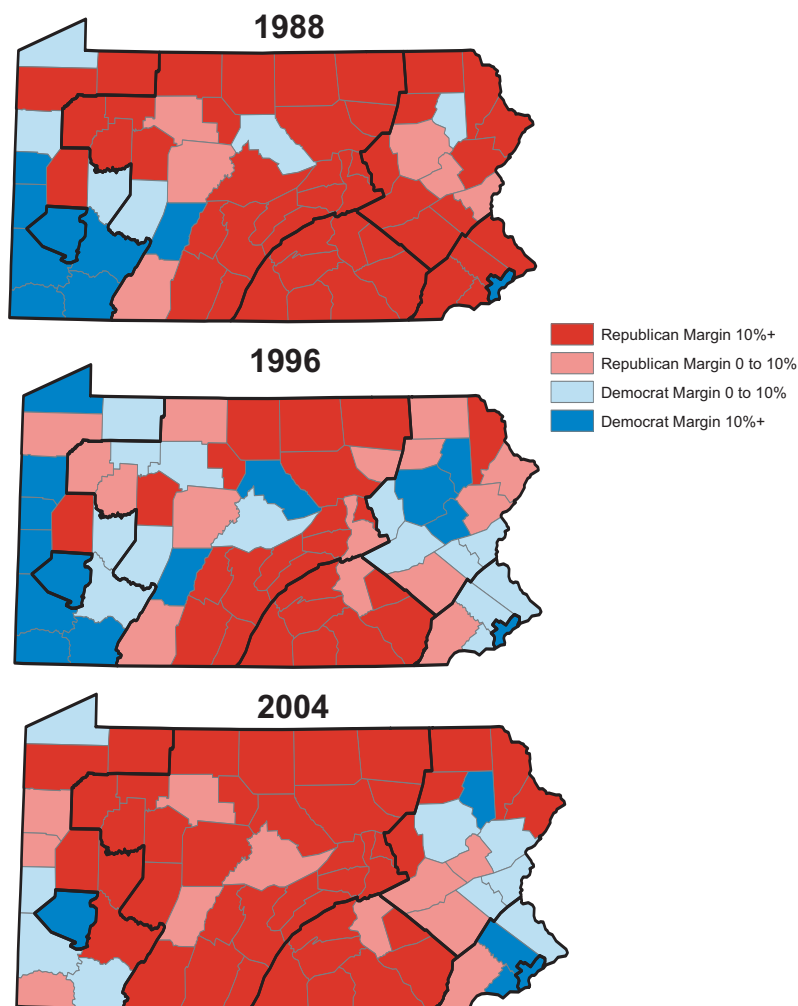 1988
Republican Margin 10%+
Republican Margin 0 to 10%
Democrat Margin 0 to 10%
Democrat Margin 10%+
1996
2004